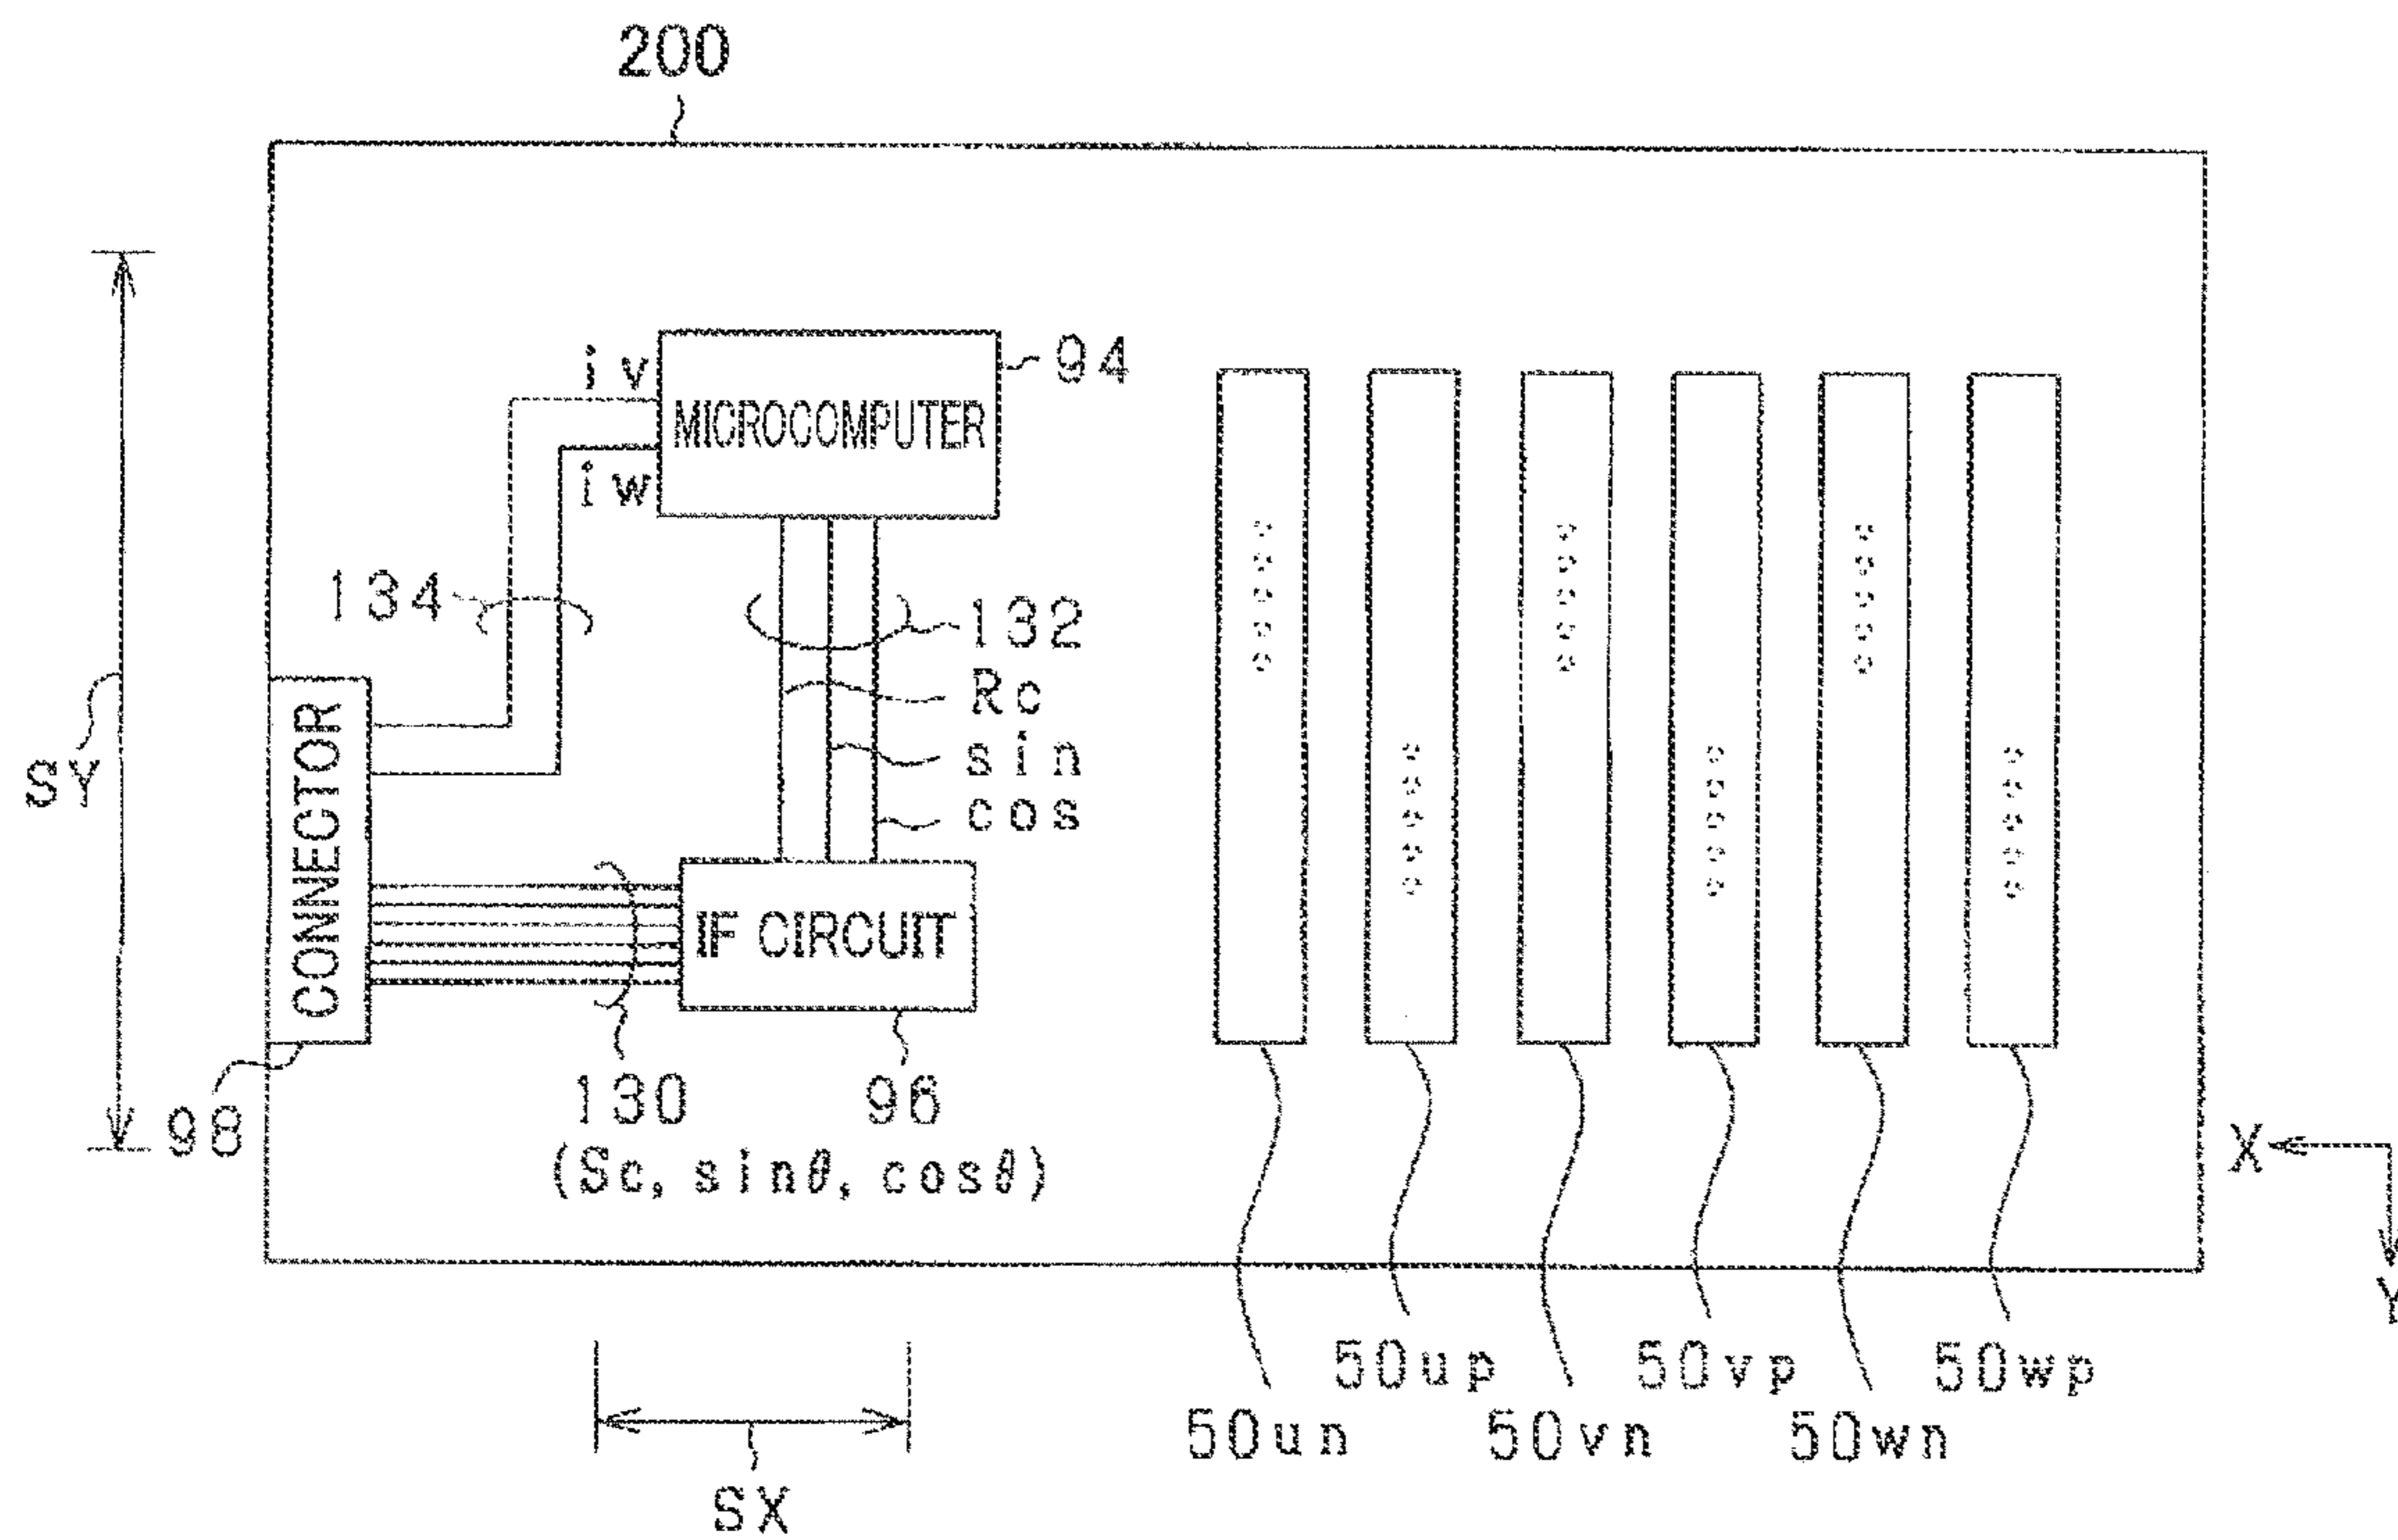 200
iv
94
MICROCOMPUTER
iw
134
132
Rc
sin
cos
SY
CONNECTOR
IF CIRCUIT
98
130
96
(Sc, sinθ, cosθ)
X
Y
50up
50vp
50wp
50un
50vn
50wn
SX